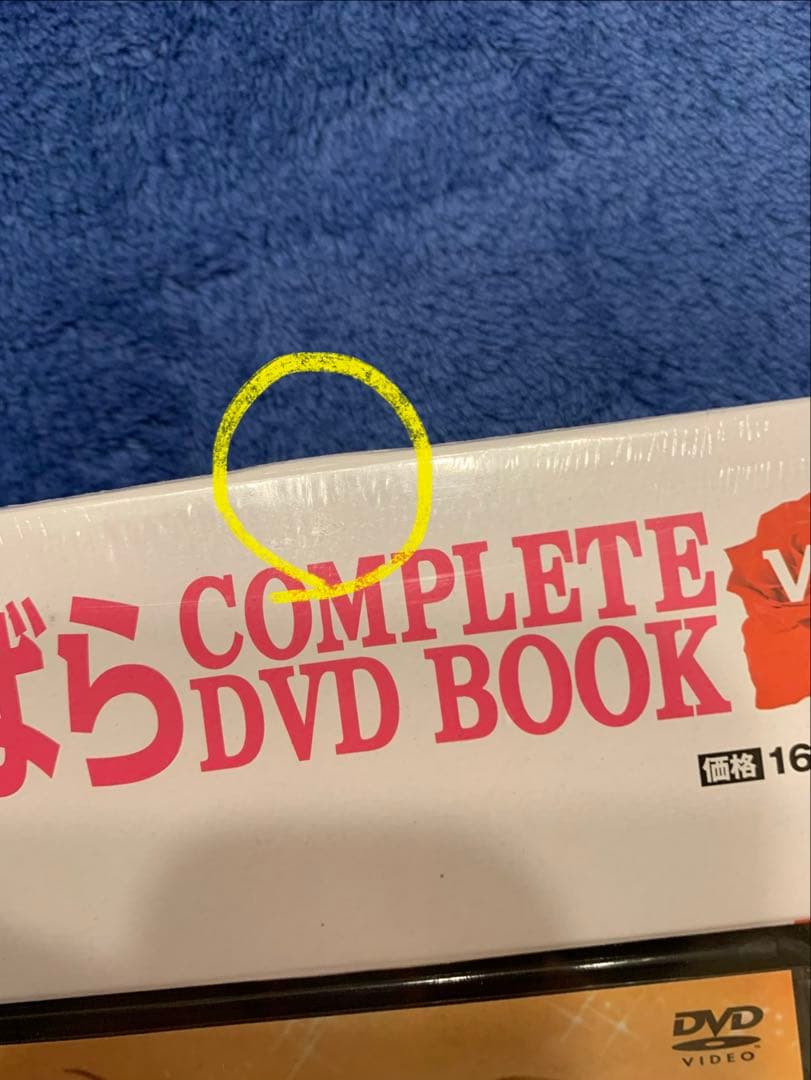 ばら COMPLETE
DVD BOOK
V
価格 16
DVD
VIDEO